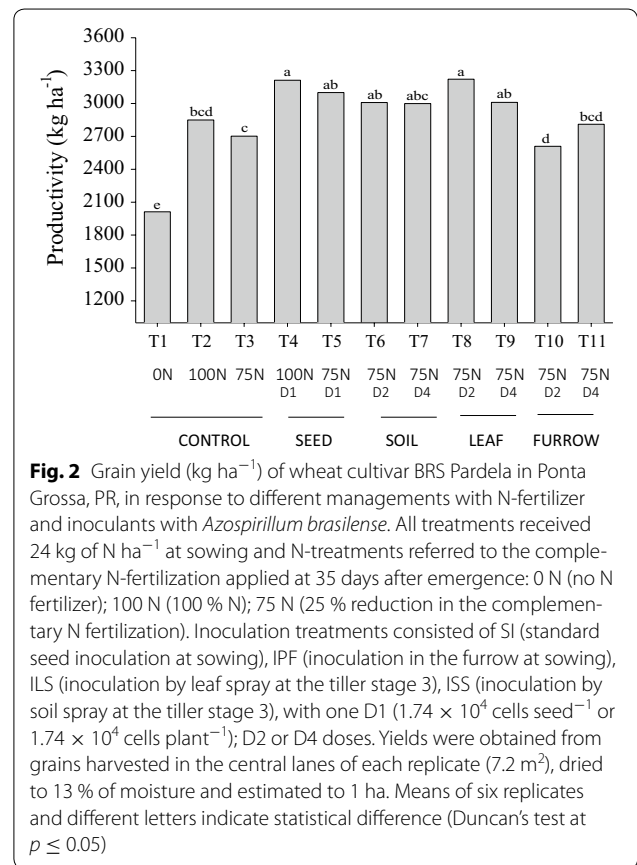 3600
3300
3000
2700
2400
2100
1800
1500
1200
Productivity (kg ha⁻¹)
e
bcd
c
a
ab
ab
abc
a
ab
d
bcd
T1 T2 T3 T4 T5 T6 T7 T8 T9 T10 T11
0N 100N 75N 100N 75N 75N 75N 75N 75N 75N 75N
D1 D1 D2 D4 D2 D4 D2 D4
CONTROL SEED SOIL LEAF FURROW
Fig. 2 Grain yield (kg ha⁻¹) of wheat cultivar BRS Pardela in Ponta
Grossa, PR, in response to different managements with N-fertilizer
and inoculants with Azospirillum brasilense. All treatments received
24 kg of N ha⁻¹ at sowing and N-treatments referred to the comple-
mentary N-fertilization applied at 35 days after emergence: 0 N (no N
fertilizer); 100 N (100 % N); 75 N (25 % reduction in the complemen-
tary N fertilization). Inoculation treatments consisted of SI (standard
seed inoculation at sowing), IPF (inoculation in the furrow at sowing),
ILS (inoculation by leaf spray at the tiller stage 3), ISS (inoculation by
soil spray at the tiller stage 3), with one D1 (1.74 × 10⁴ cells seed⁻¹ or
1.74 × 10⁴ cells plant⁻¹); D2 or D4 doses. Yields were obtained from
grains harvested in the central lanes of each replicate (7.2 m²), dried
to 13 % of moisture and estimated to 1 ha. Means of six replicates
and different letters indicate statistical difference (Duncan's test at
p ≤ 0.05)